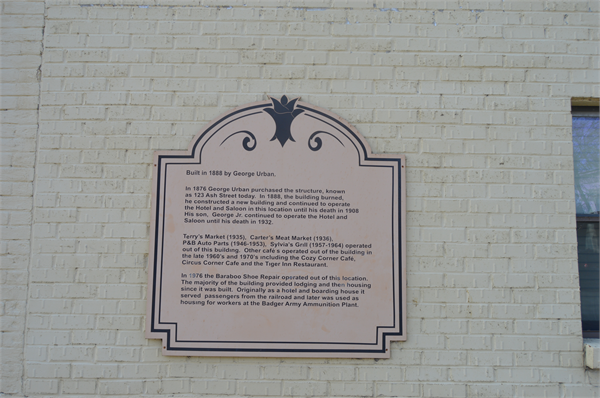 Built in 1888 by George Urban.
In 1876 George Urban purchased the structure, known
as 123 Ash Street today. In 1888, the building burned,
he constructed a new building and continued to operate
the Hotel and Saloon in this location until his death in 1908
His son, George Jr. continued to operate the Hotel and
Saloon until his death in 1932.
Terry's Market (1935), Carter's Meat Market (1936),
P&B Auto Parts (1946-1953), Sylvia's Grill (1957-1964) operated
out of this building. Other cafe's operated out of the building in
the late 1960's and 1970's including the Cozy Corner Café,
Circus Corner Cafe and the Tiger Inn Restaurant.
In 1976 the Baraboo Shoe Repair operated out of this location.
The majority of the building provided lodging and then housing
since it was built. Originally as a hotel and boarding house it
served passengers from the railroad and later was used as
housing for workers at the Badger Army Ammunition Plant.